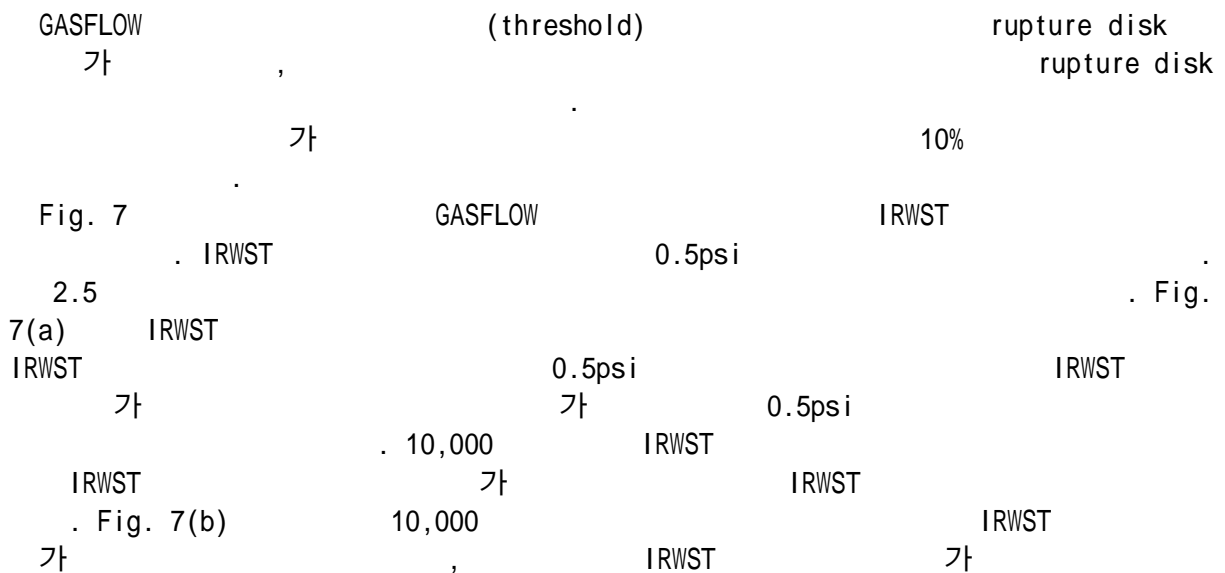 GASFLOW (threshold) rupture disk
가 , rupture disk
.
가 10%
.
Fig. 7 GASFLOW IRWST
. IRWST 0.5psi .
2.5 . Fig.
7(a) IRWST
IRWST 0.5psi IRWST
가 가 0.5psi
. 10,000 IRWST
IRWST 가 IRWST
. Fig. 7(b) 10,000 IRWST
가 , IRWST 가